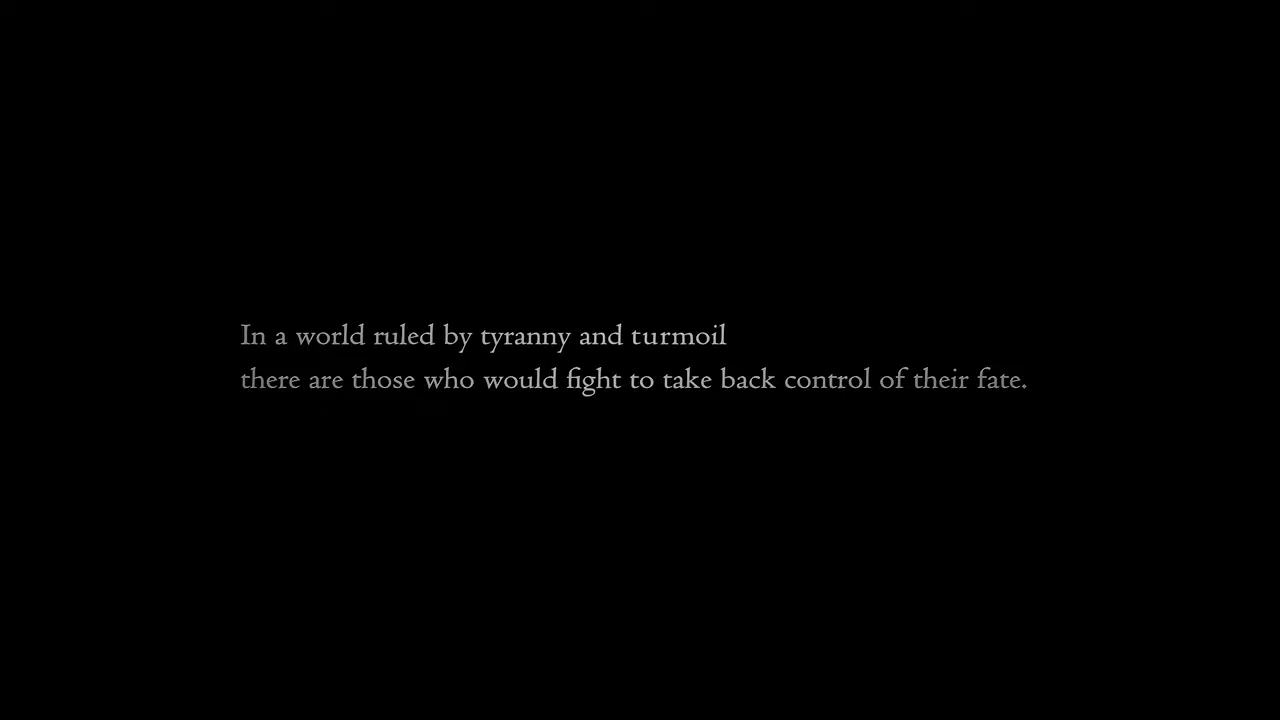 In a world ruled by tyranny and turmoil
there are those who would fight to take back control of their fate.